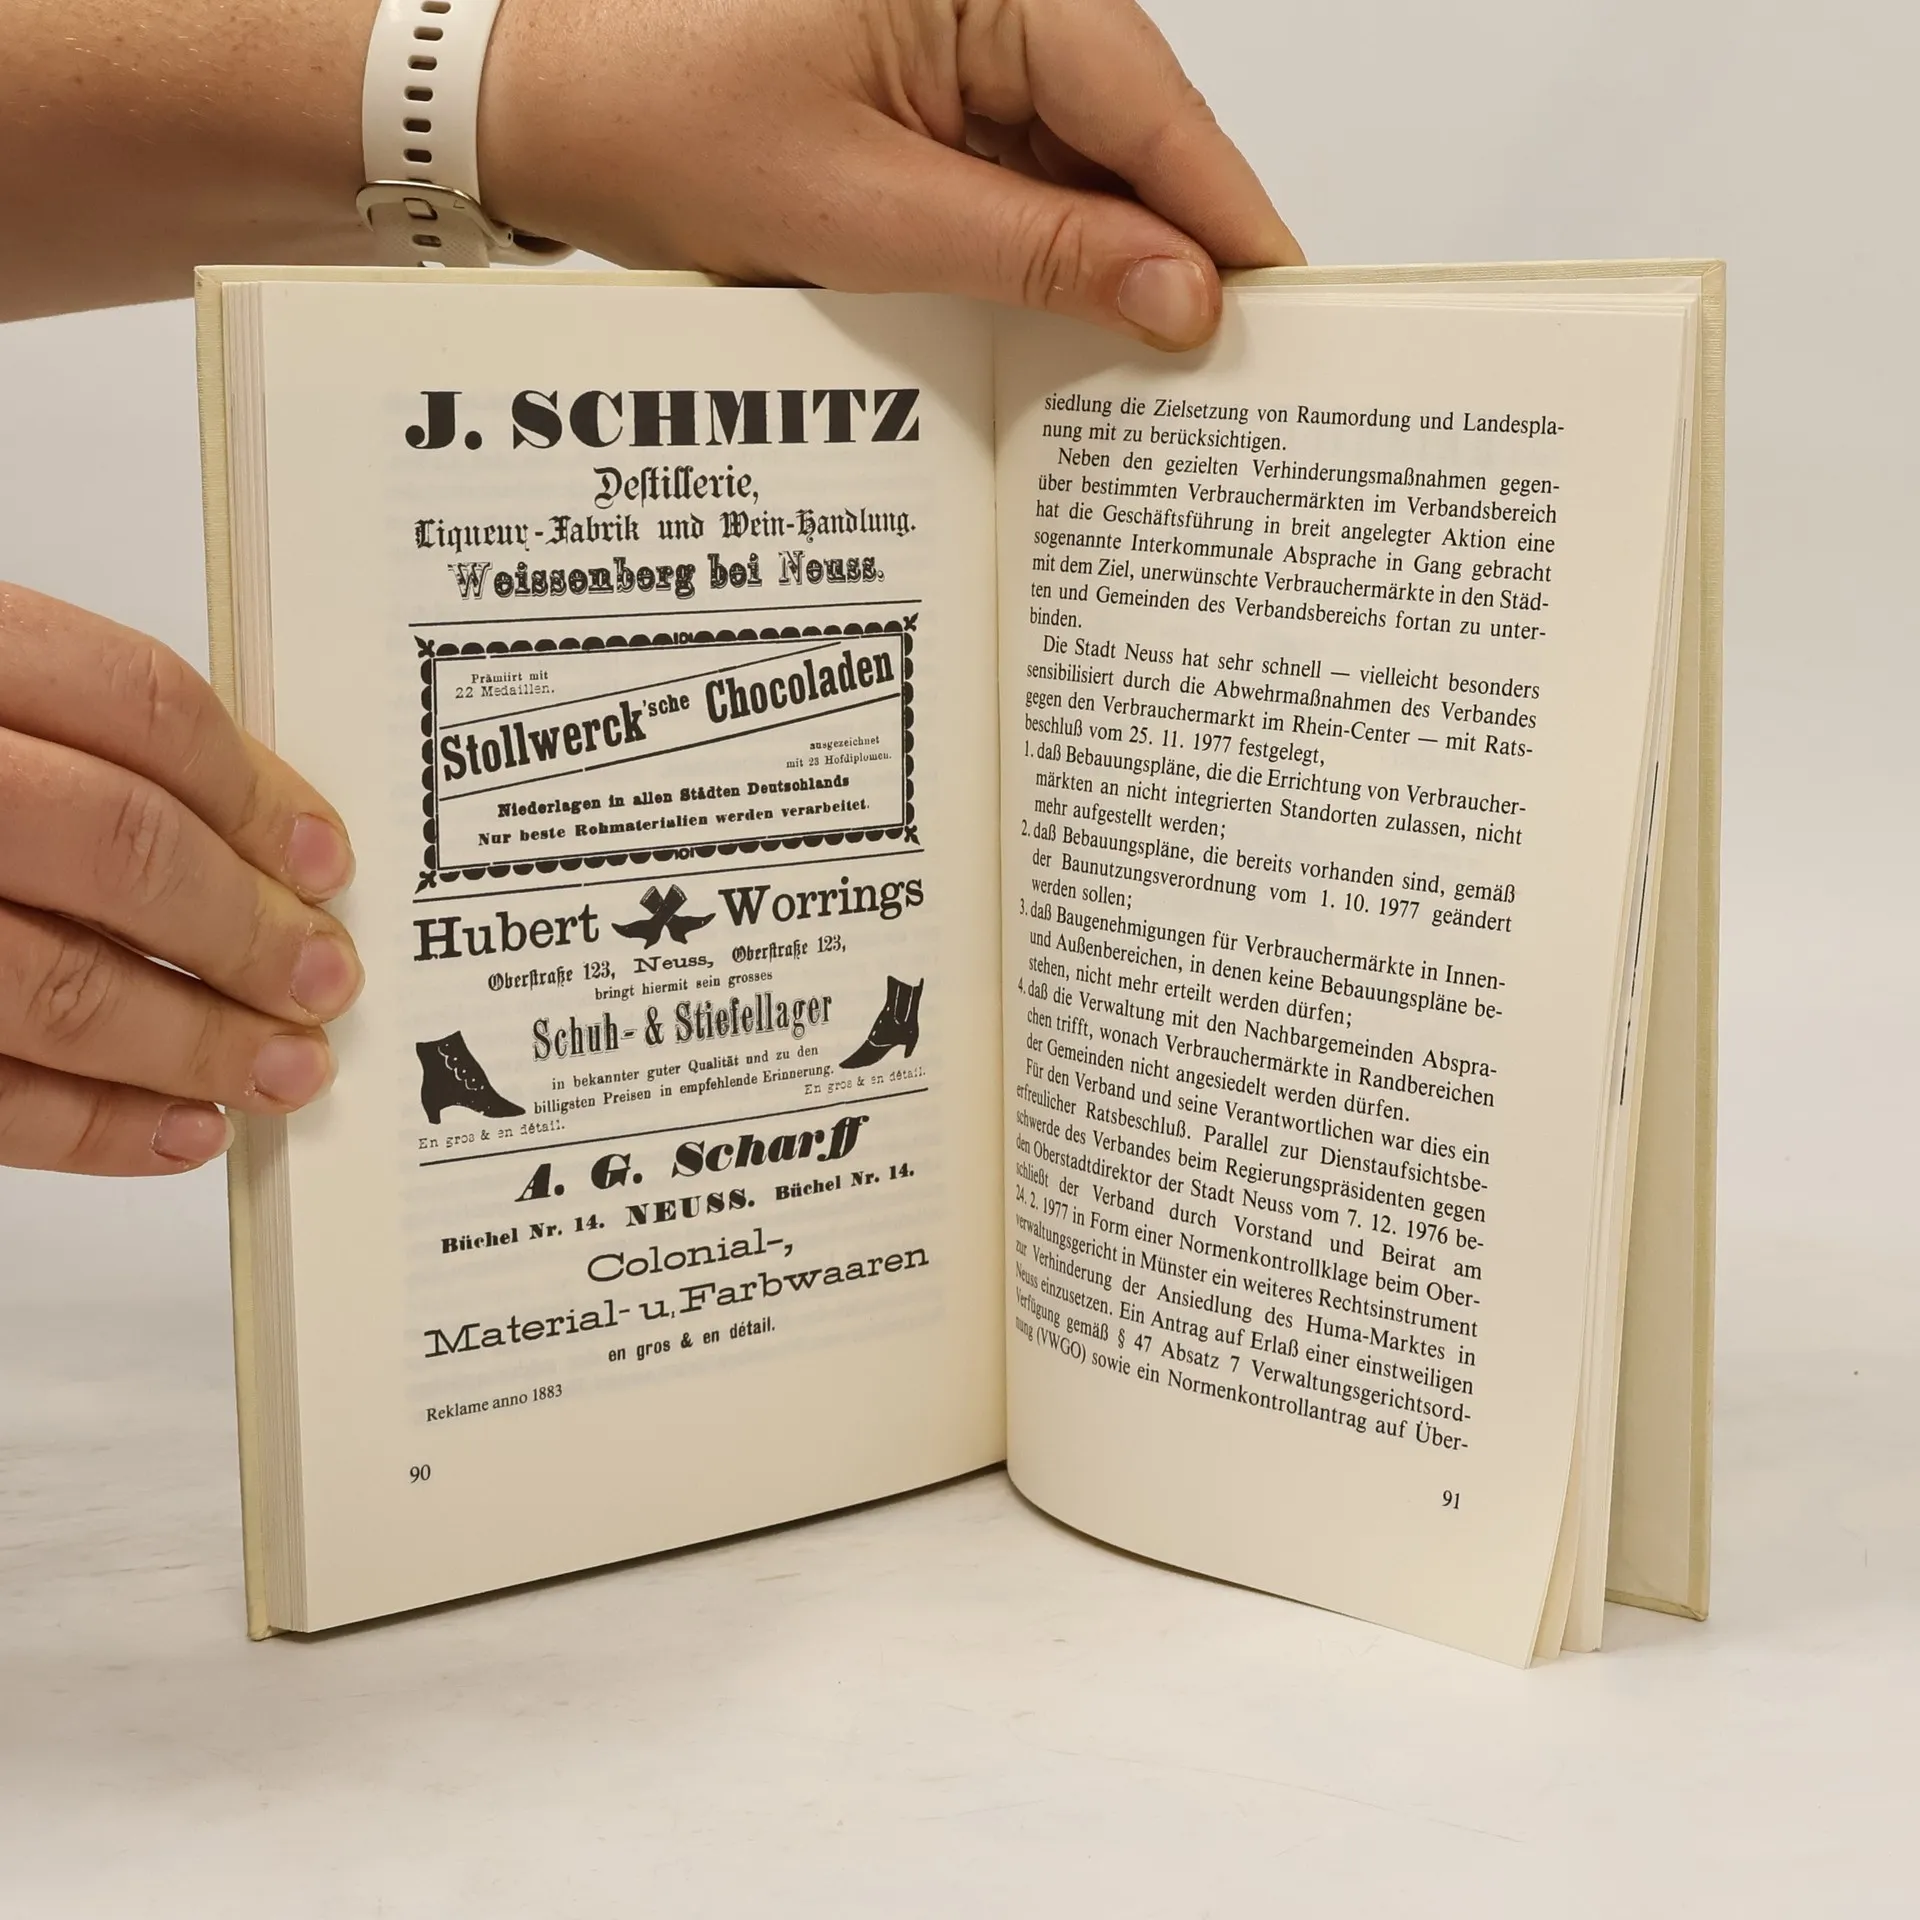 J. SCHMITZ
Destillerie,
Liqueur-Fabrik und Wein-Handlung.
Weissenberg bei Neuss.
Prämiirt mit
22 Medaillen.
Stollwerck'sche Chocoladen
ausgezeichnet
mit 23 Hofdiplomen.
Niederlagen in allen Städten Deutschlands
Nur beste Rohmaterialien werden verarbeitet.
Hubert Worrings
Oberstraße 123, Neuss, Oberstraße 123,
bringt hiermit sein grosses
Schuh- & Stiefellager
in bekannter guter Qualität und zu den
billigsten Preisen in empfehlende Erinnerung.
En gros & en détail.
En gros & en détail.
A. G. Scharff
Büchel Nr. 14. NEUSS. Büchel Nr. 14.
Colonial-,
Material- u. Farbwaaren
en gros & en détail.
Reklame anno 1883
90
siedlung die Zielsetzung von Raumordung und Landespla-
nung mit zu berücksichtigen.
Neben den gezielten Verhinderungsmaßnahmen gegen-
über bestimmten Verbrauchermärkten im Verbandsbereich
hat die Geschäftsführung in breit angelegter Aktion eine
sogenannte Interkommunale Absprache in Gang gebracht
mit dem Ziel, unerwünschte Verbrauchermärkte in den Städ-
ten und Gemeinden des Verbandsbereichs fortan zu unter-
binden.
Die Stadt Neuss hat sehr schnell — vielleicht besonders
sensibilisiert durch die Abwehrmaßnahmen des Verbandes
gegen den Verbrauchermarkt im Rhein-Center — mit Rats-
beschluß vom 25. 11. 1977 festgelegt,
1. daß Bebauungspläne, die die Errichtung von Verbraucher-
märkten an nicht integrierten Standorten zulassen, nicht
mehr aufgestellt werden;
2. daß Bebauungspläne, die bereits vorhanden sind, gemäß
der Baunutzungsverordnung vom 1. 10. 1977 geändert
werden sollen;
3. daß Baugenehmigungen für Verbrauchermärkte in Innen-
und Außenbereichen, in denen keine Bebauungspläne be-
stehen, nicht mehr erteilt werden dürfen;
4. daß die Verwaltung mit den Nachbargemeinden Abspra-
chen trifft, wonach Verbrauchermärkte in Randbereichen
der Gemeinden nicht angesiedelt werden dürfen.
Für den Verband und seine Verantwortlichen war dies ein
erfreulicher Ratsbeschluß. Parallel zur Dienstaufsichtsbe-
schwerde des Verbandes beim Regierungspräsidenten gegen
den Oberstadtdirektor der Stadt Neuss vom 7. 12. 1976 be-
schließt der Verband durch Vorstand und Beirat am
24. 2. 1977 in Form einer Normenkontrollklage beim Ober-
verwaltungsgericht in Münster ein weiteres Rechtsinstrument
zur Verhinderung der Ansiedlung des Huma-Marktes in
Neuss einzusetzen. Ein Antrag auf Erlaß einer einstweiligen
Verfügung gemäß § 47 Absatz 7 Verwaltungsgerichtsord-
nung (VWGO) sowie ein Normenkontrollantrag auf Über-
91